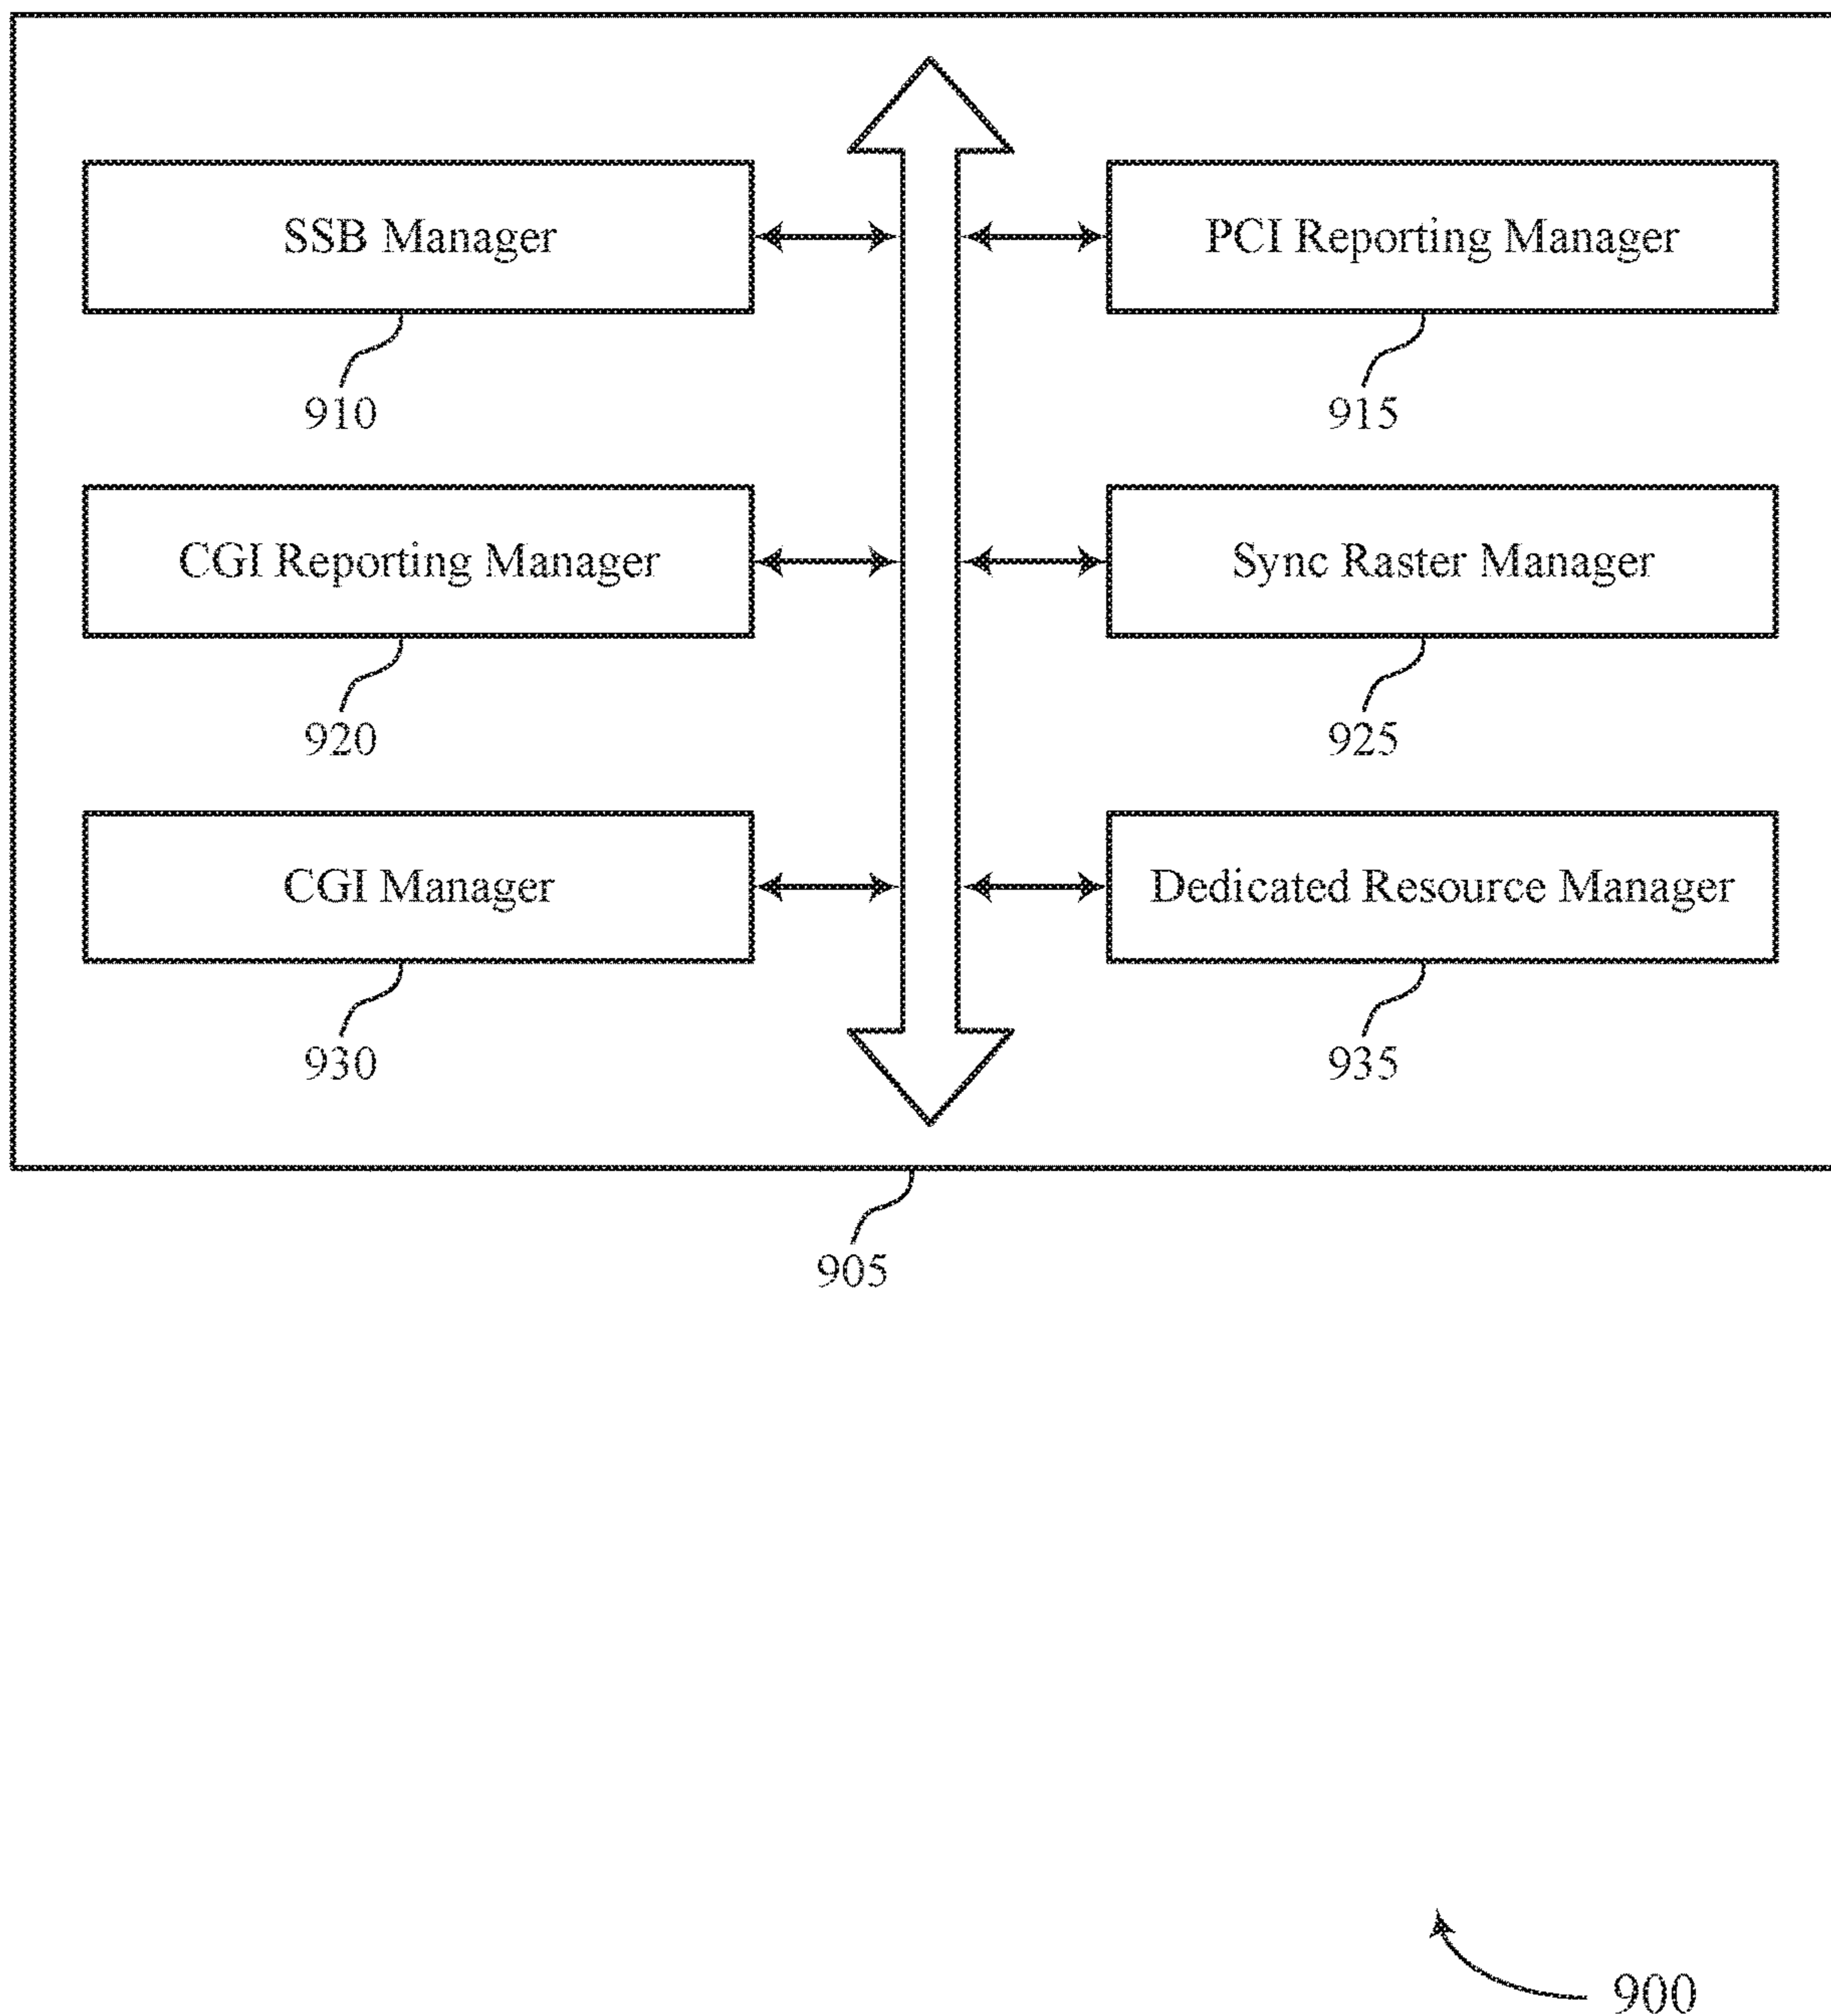 SSB Manager
PCI Reporting Manager
910
915
CGI Reporting Manager
Sync Raster Manager
920
925
CGI Manager
Dedicated Resource Manager
930
935
905
900